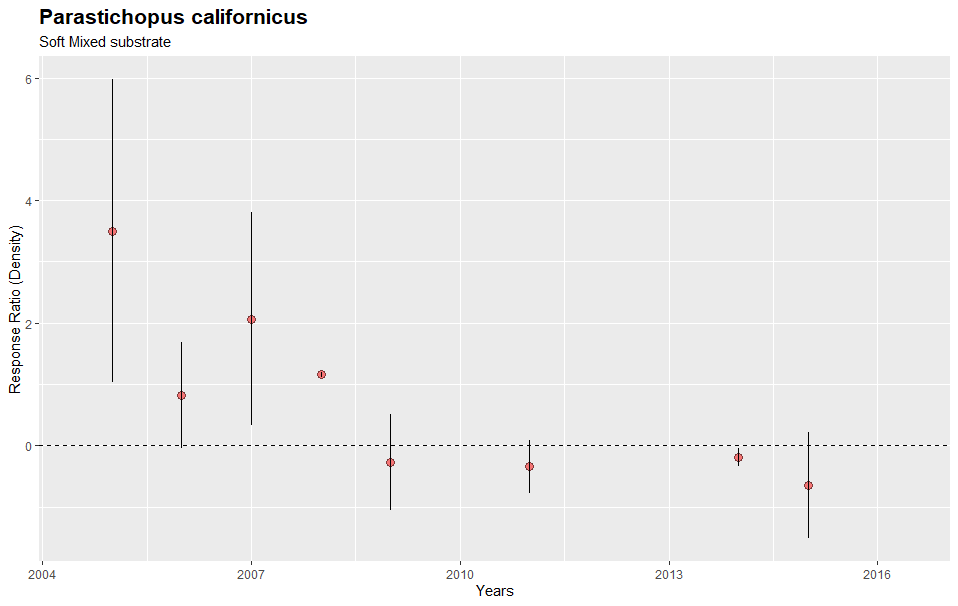 Parastichopus californicus
Soft Mixed substrate
Response Ratio (Density)
6
4
2
0
2004 2007 2010 2013 2016
Years